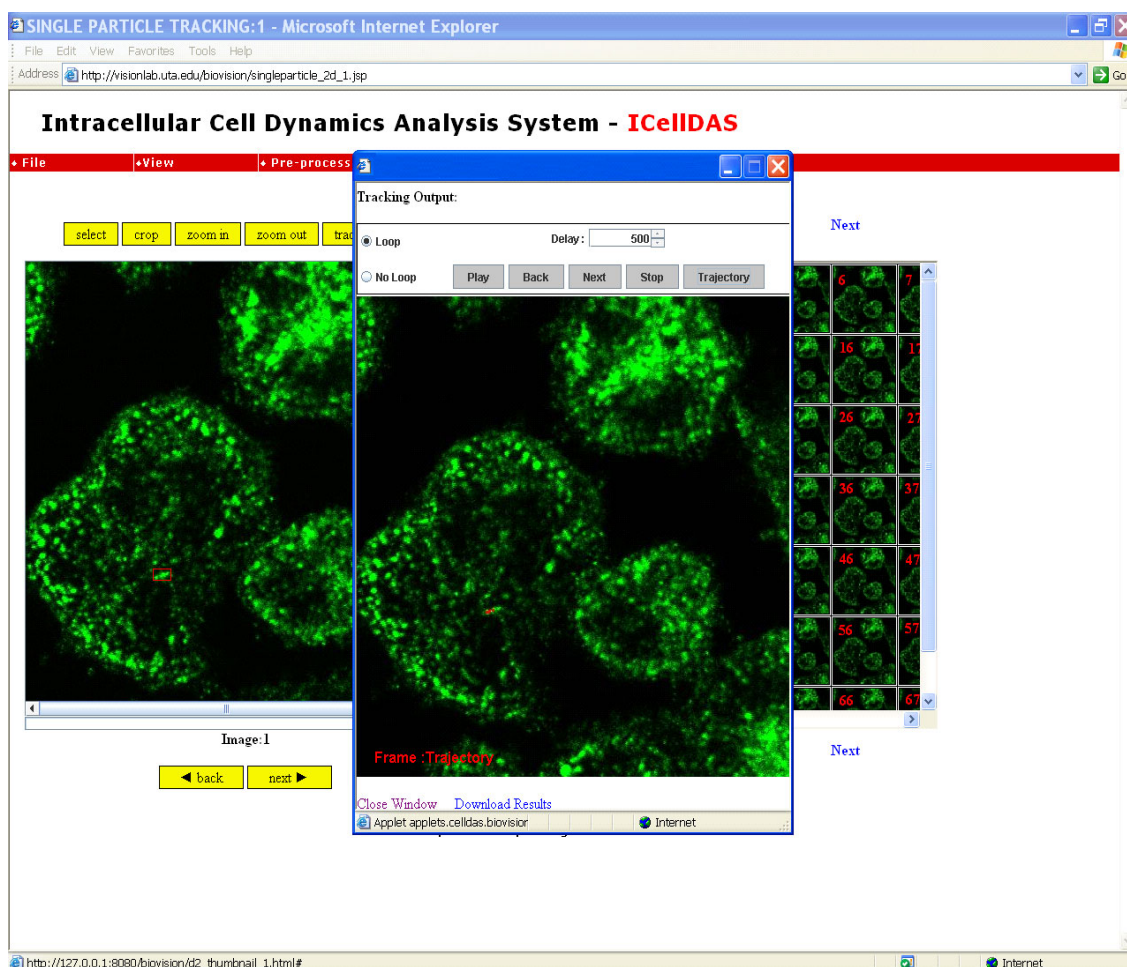 SINGLE PARTICLE TRACKING:1 - Microsoft Internet Explorer
File Edit View Favorites Tools Help
Address http://visionlab.uta.edu/biovision/singleparticle_2d_1.jsp Go
Intracellular Cell Dynamics Analysis System - ICellDAS
File View Pre-process
Tracking Output:
select crop zoom in zoom out
Next
Loop Delay: 500
No Loop Play Back Next Stop Trajectory
6 7
16 17
26 27
36 37
46 47
56 57
66 67
Frame :Trajectory
Image:1
Next
back next
Close Window Download Results
Applet applets.celldas.biovision Internet
http://127.0.0.1:8080/biovision/d2_thumbnail_1.html# Internet